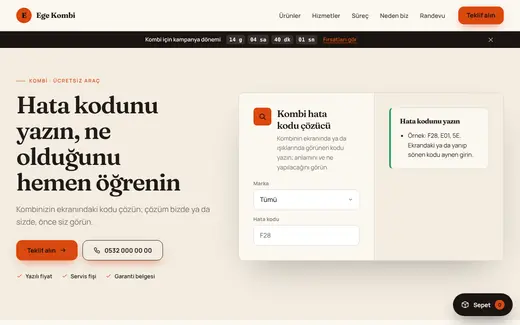 E Ege Kombi
Ürünler Hizmetler Süreç Neden biz Randevu Teklif alın
Kombi için kampanya dönemi 14 g 04 sa 40 dk 01 sn Fırsatları gör
KOMBİ · ÜCRETSİZ ARAÇ
Hata kodunu
yazın, ne
olduğunu
hemen öğrenin
Kombinizin ekranındaki kodu çözün, çözüm bizde ya da
sizde, önce siz görün.
Teklif alın → 0532 000 00 00
Yazılı fiyat Servis fişi Garanti belgesi
Kombi hata
kodu çözücü
Kombinizin ekranında ya da
ışıklarında görünen kodu
yazın; anlamını ve ne
yapılacağını görün.
Marka
Tümü
Hata kodu
F28
Hata kodunu yazın
Örnek: F28, E01, 5E.
Ekrandaki ya da yanıp
sönen kodu aynen girin.
Sepet